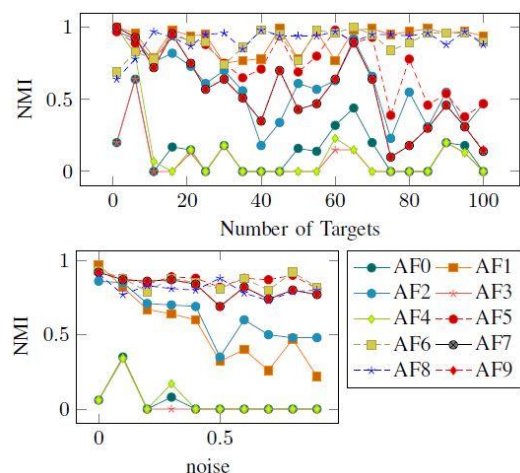 1
0.5
0
NMI
0 20 40 60 80 100
Number of Targets
1
0.5
0
NMI
0 0.5
noise
AF0 AF1
AF2 AF3
AF4 AF5
AF6 AF7
AF8 AF9